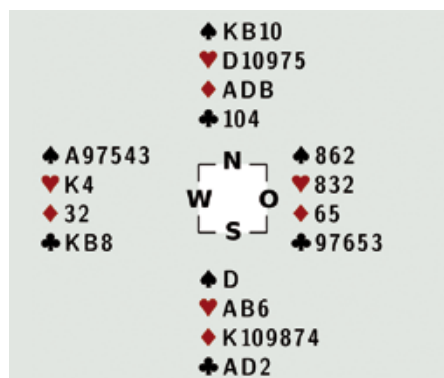 ♠ KB10
♥ D10975
♦ ADB
♣ 104
♠ A97543
♥ K4
♦ 32
♣ KB8
N
W O
S
♠ 862
♥ 832
♦ 65
♣ 97653
♠ D
♥ AB6
♦ K109874
♣ AD2